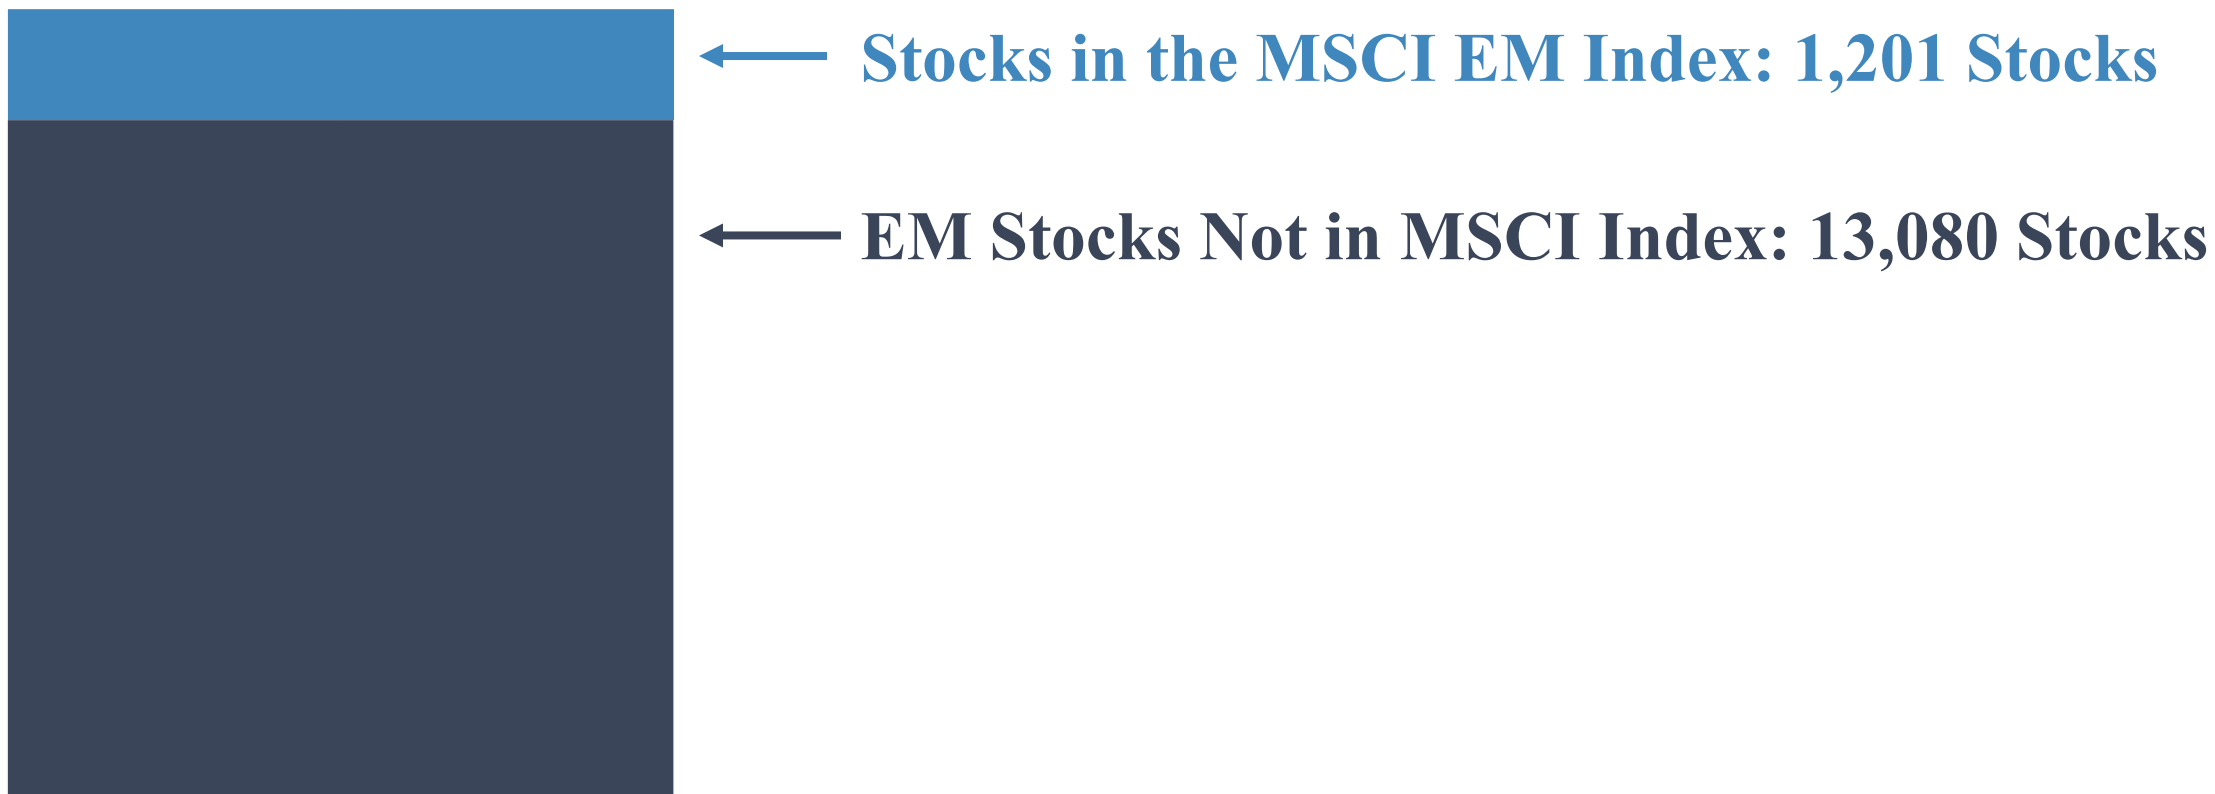 Stocks in the MSCI EM Index: 1,201 Stocks
EM Stocks Not in MSCI Index: 13,080 Stocks